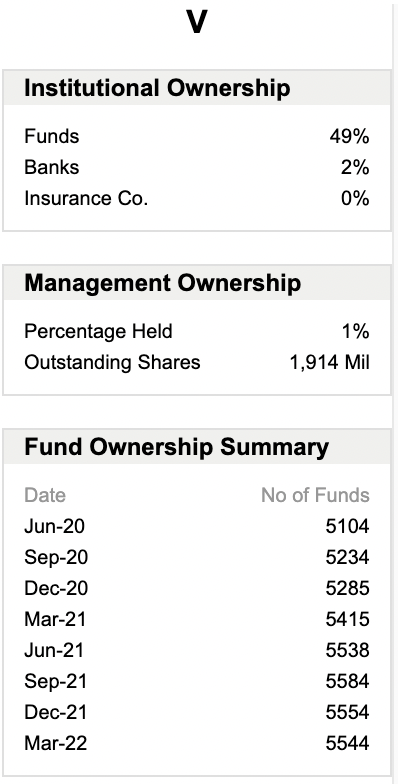 V
Institutional Ownership
Funds 49%
Banks 2%
Insurance Co. 0%
Management Ownership
Percentage Held 1%
Outstanding Shares 1,914 Mil
Fund Ownership Summary
Date No of Funds
Jun-20 5104
Sep-20 5234
Dec-20 5285
Mar-21 5415
Jun-21 5538
Sep-21 5584
Dec-21 5554
Mar-22 5544